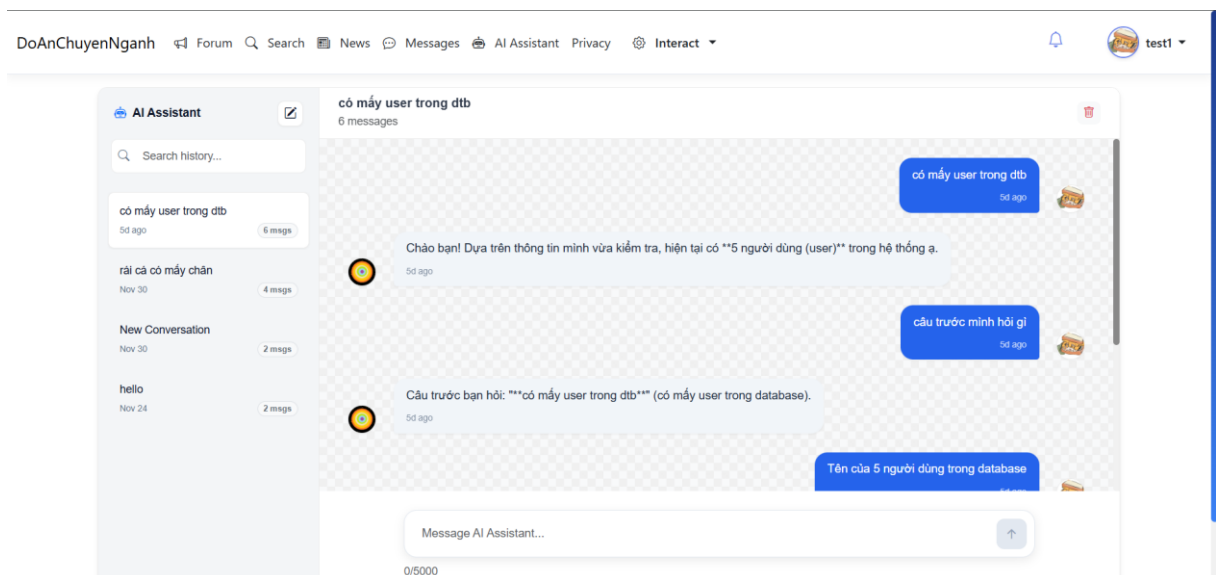 DoAnChuyenNganh Forum Search News Messages AI Assistant Privacy Interact test1
AI Assistant
Search history...
có mấy user trong dtb
5d ago 6 msgs
rái cá có mấy chân
Nov 30 4 msgs
New Conversation
Nov 30 2 msgs
hello
Nov 24 2 msgs
có mấy user trong dtb
6 messages
có mấy user trong dtb
5d ago
Chào bạn! Dựa trên thông tin mình vừa kiểm tra, hiện tại có **5 người dùng (user)** trong hệ thống ạ.
5d ago
câu trước mình hỏi gì
5d ago
Câu trước bạn hỏi: "**có mấy user trong dtb**" (có mấy user trong database).
5d ago
Tên của 5 người dùng trong database
Message AI Assistant...
0/5000